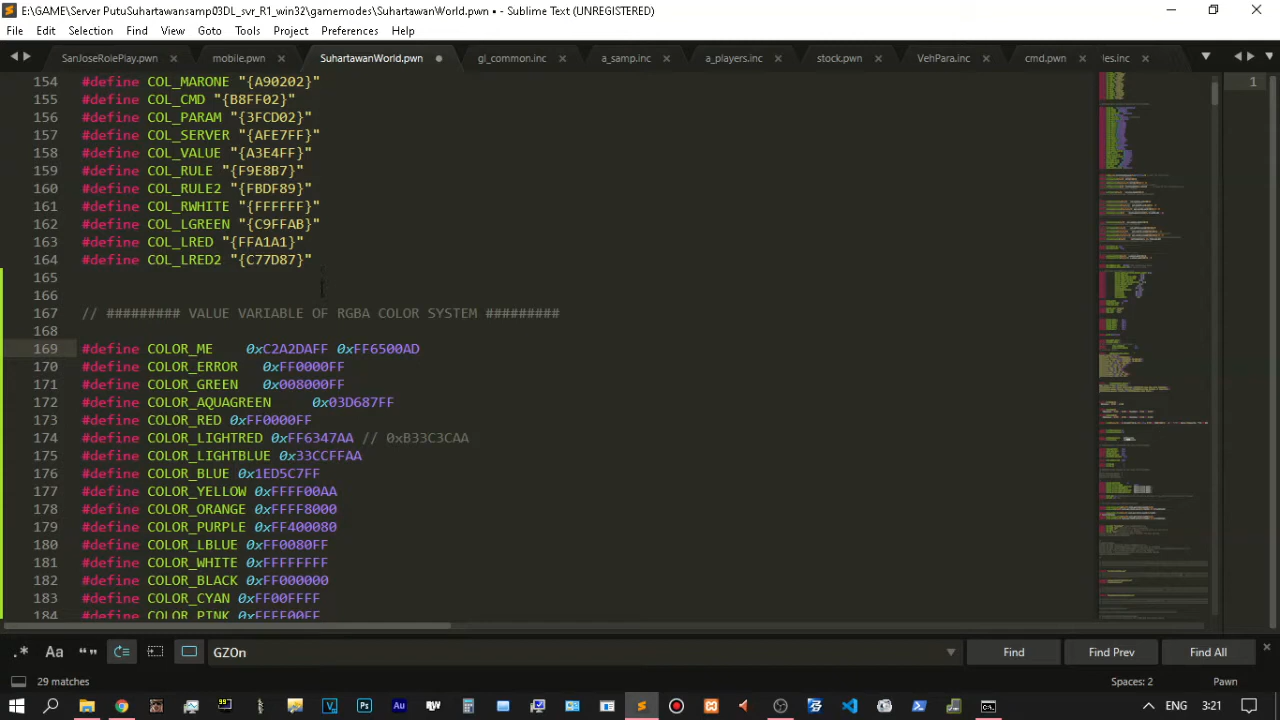 E:\GAME\Server PutuSuhartawansamp03DL_svr_R1_win32\gamemodes\SuhartawanWorld.pwn • - Sublime Text (UNREGISTERED)
File Edit Selection Find View Goto Tools Project Preferences Help
SanJoseRolePlay.pwn mobile.pwn SuhartawanWorld.pwn gl_common.inc a_samp.inc a_players.inc stock.pwn VehPara.inc cmd.pwn les.inc
154 #define COL_MARONE "{A90202}"
155 #define COL_CMD "{B8FF02}"
156 #define COL_PARAM "{3FCD02}"
157 #define COL_SERVER "{AFE7FF}"
158 #define COL_VALUE "{A3E4FF}"
159 #define COL_RULE "{F9E8B7}"
160 #define COL_RULE2 "{FBDF89}"
161 #define COL_RWHITE "{FFFFFF}"
162 #define COL_LGREEN "{C9FFAB}"
163 #define COL_LRED "{FFA1A1}"
164 #define COL_LRED2 "{C77D87}"
165
166
167 // ######### VALUE VARIABLE OF RGBA COLOR SYSTEM #########
168
169 #define COLOR_ME 0xC2A2DAFF 0xFF6500AD
170 #define COLOR_ERROR 0xFF0000FF
171 #define COLOR_GREEN 0x008000FF
172 #define COLOR_AQUAGREEN 0x03D687FF
173 #define COLOR_RED 0xFF0000FF
174 #define COLOR_LIGHTRED 0xFF6347AA // 0xB33C3CAA
175 #define COLOR_LIGHTBLUE 0x33CCFFAA
176 #define COLOR_BLUE 0x1ED5C7FF
177 #define COLOR_YELLOW 0xFFFF00AA
178 #define COLOR_ORANGE 0xFFFF8000
179 #define COLOR_PURPLE 0xFF400080
180 #define COLOR_LBLUE 0xFF0080FF
181 #define COLOR_WHITE 0xFFFFFFFF
182 #define COLOR_BLACK 0xFF000000
183 #define COLOR_CYAN 0xFF00FFFF
184 #define COLOR_PINK 0xFFFF00FF
1
.* Aa “” GZOn Find Find Prev Find All
29 matches Spaces: 2 Pawn
ENG 3:21